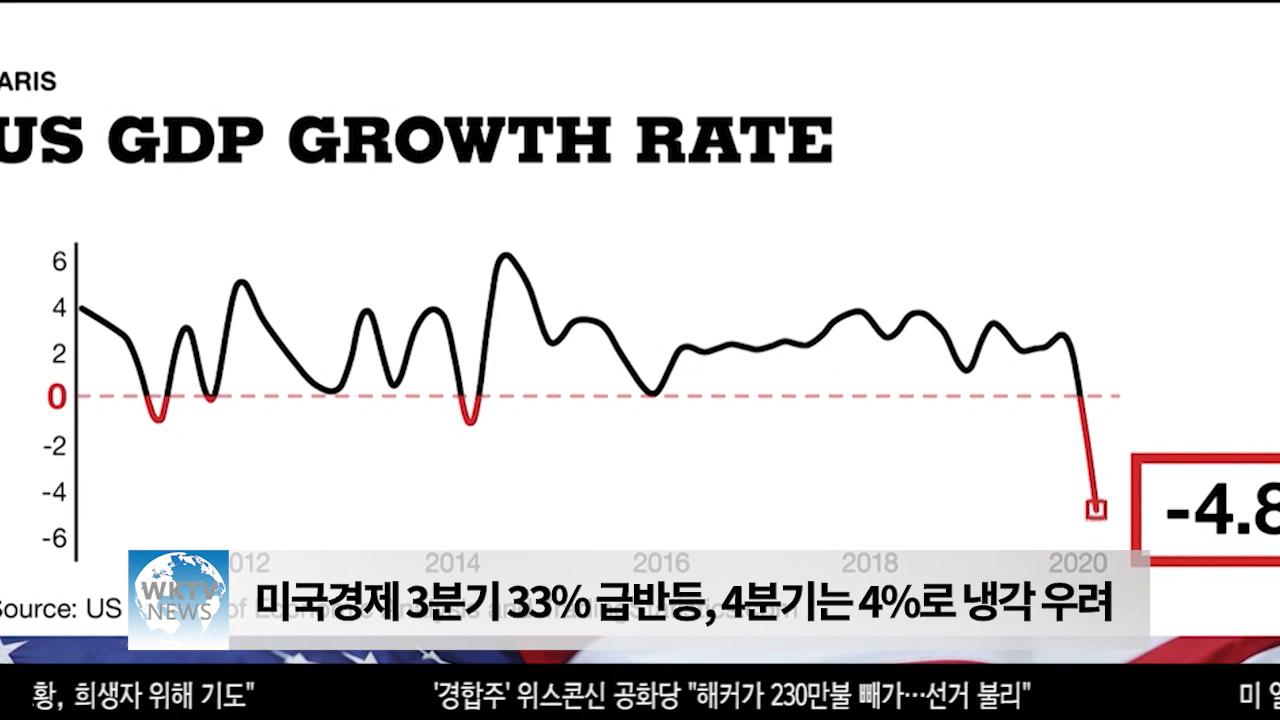 ARIS
US GDP GROWTH RATE
6
4
2
0
-2
-4
-6
-4.8
012
2014
2016
2018
2020
Source: US
WKTV
NEWS
미국경제 3분기 33% 급반등, 4분기는 4%로 냉각 우려
황, 희생자 위해 기도"
'경합주' 위스콘신 공화당 "해커가 230만불 빼가…선거 불리"
미